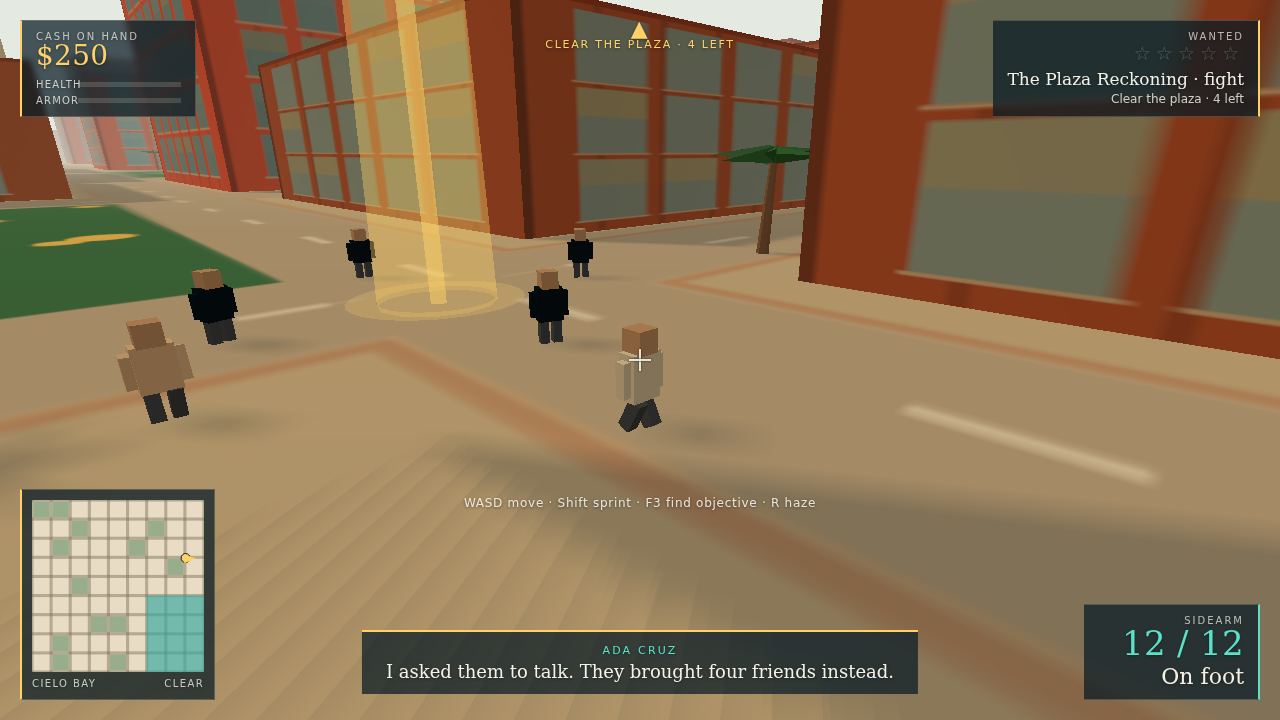 CASH ON HAND
$250
HEALTH
ARMOR
CLEAR THE PLAZA · 4 LEFT
WANTED
☆☆☆☆☆
The Plaza Reckoning · fight
Clear the plaza · 4 left
WASD move · Shift sprint · F3 find objective · R haze
ADA CRUZ
I asked them to talk. They brought four friends instead.
CIELO BAY CLEAR
SIDEARM
12 / 12
On foot